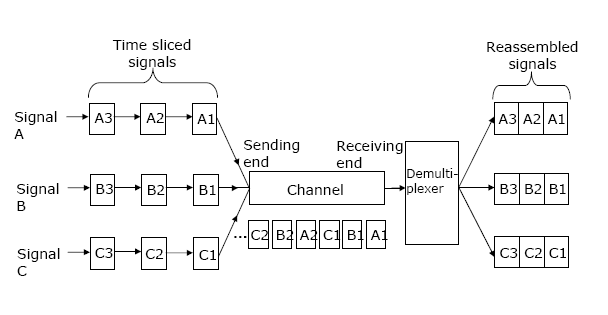 Time sliced
signals
Reassembled
signals
Signal
A
A3 A2 A1
A3 A2 A1
Sending
end
Receiving
end
Signal
B
B3 B2 B1
Channel
Demulti-
plexer
B3 B2 B1
...C2 B2 A2 C1 B1 A1
Signal
C
C3 C2 C1
C3 C2 C1